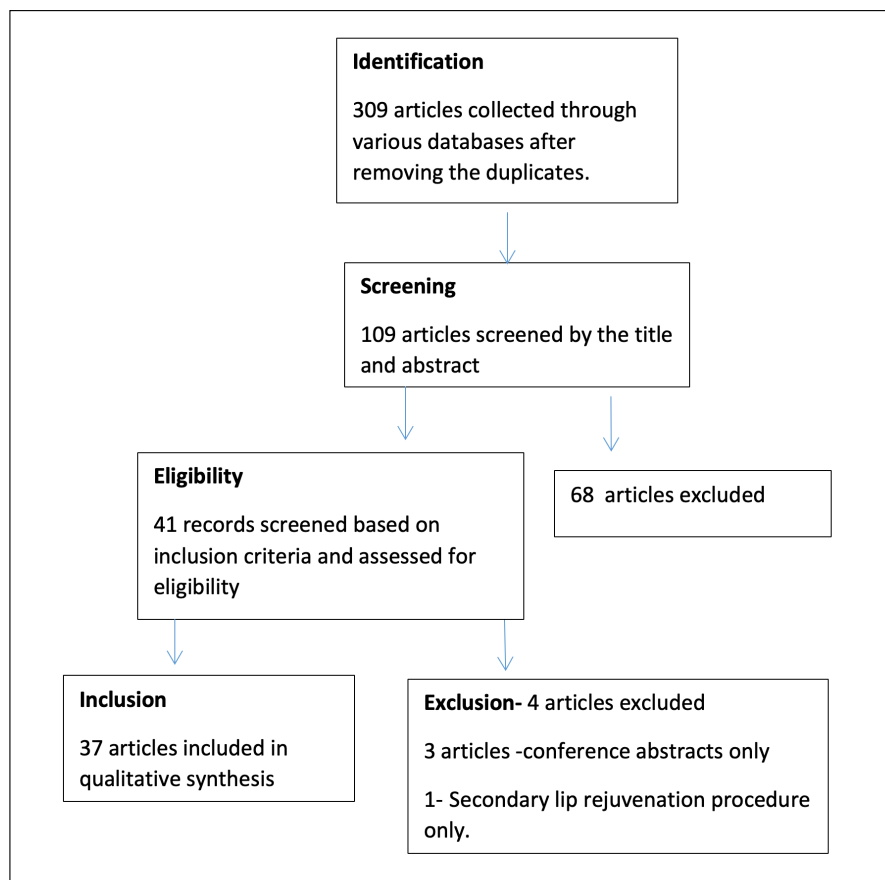 Identification
309 articles collected through
various databases after
removing the duplicates.
Screening
109 articles screened by the title
and abstract
Eligibility
41 records screened based on
inclusion criteria and assessed for
eligibility
68  articles excluded
Inclusion
37 articles included in
qualitative synthesis
Exclusion- 4 articles excluded
3 articles -conference abstracts only
1- Secondary lip rejuvenation procedure
only.